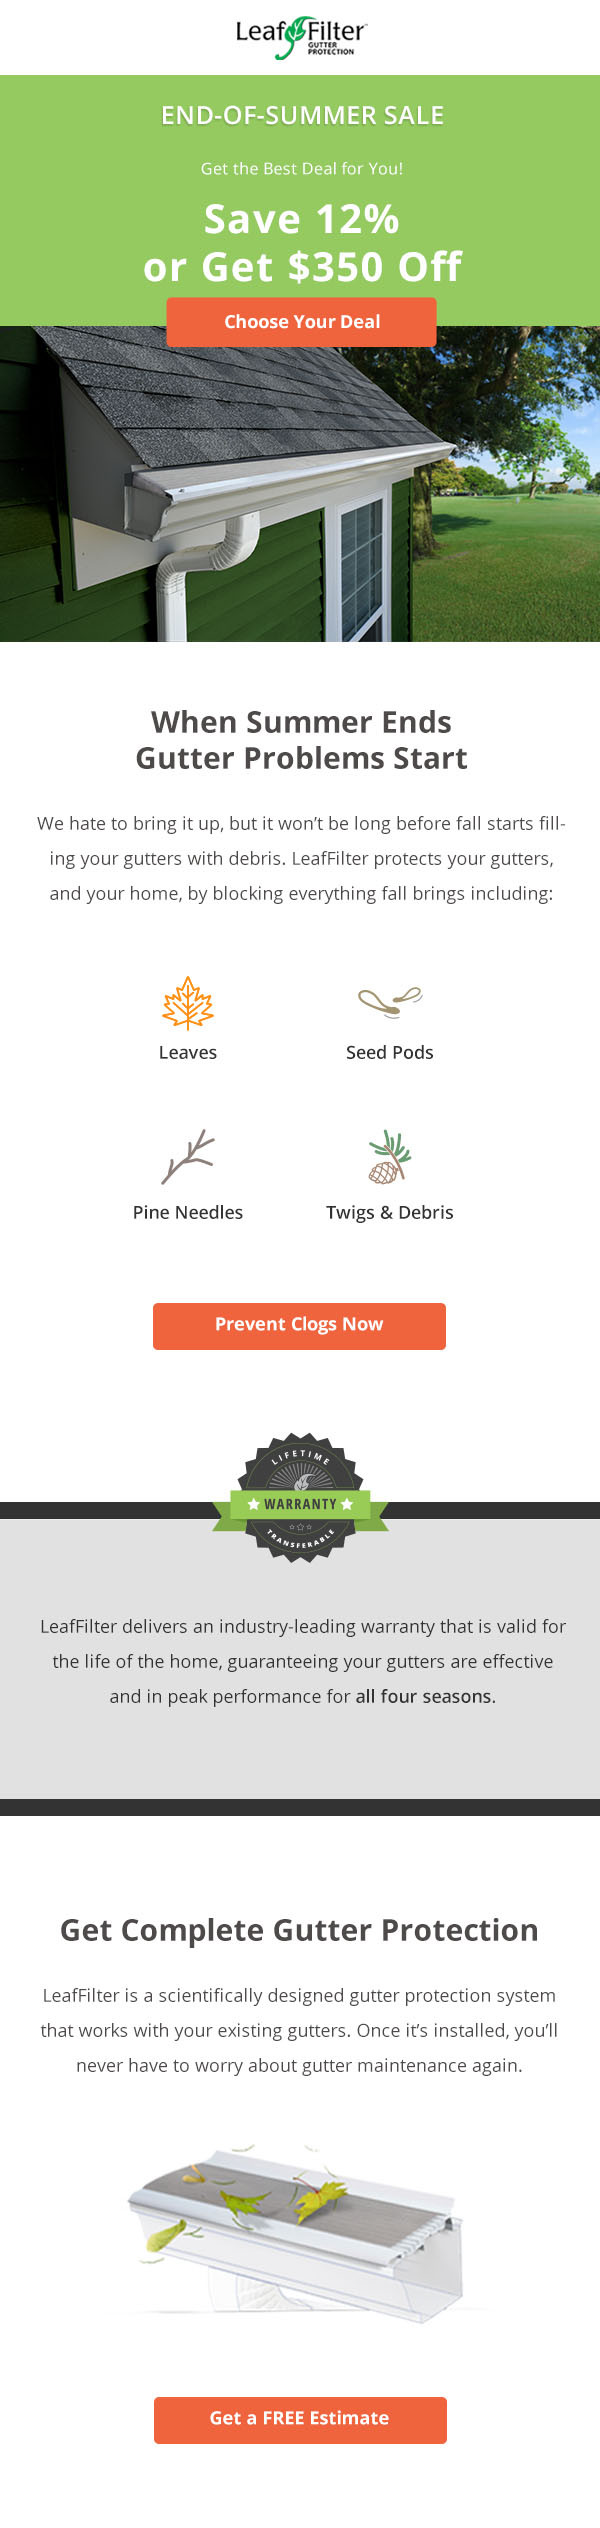 LeafFilter™
GUTTER
PROTECTION
END-OF-SUMMER SALE
Get the Best Deal for You!
Save 12%
or Get $350 Off
Choose Your Deal
When Summer Ends
Gutter Problems Start
We hate to bring it up, but it won't be long before fall starts fill-
ing your gutters with debris. LeafFilter protects your gutters,
and your home, by blocking everything fall brings including:
Leaves
Seed Pods
Pine Needles
Twigs & Debris
Prevent Clogs Now
LIFETIME
WARRANTY
TRANSFERABLE
LeafFilter delivers an industry-leading warranty that is valid for
the life of the home, guaranteeing your gutters are effective
and in peak performance for all four seasons.
Get Complete Gutter Protection
LeafFilter is a scientifically designed gutter protection system
that works with your existing gutters. Once it's installed, you'll
never have to worry about gutter maintenance again.
Get a FREE Estimate